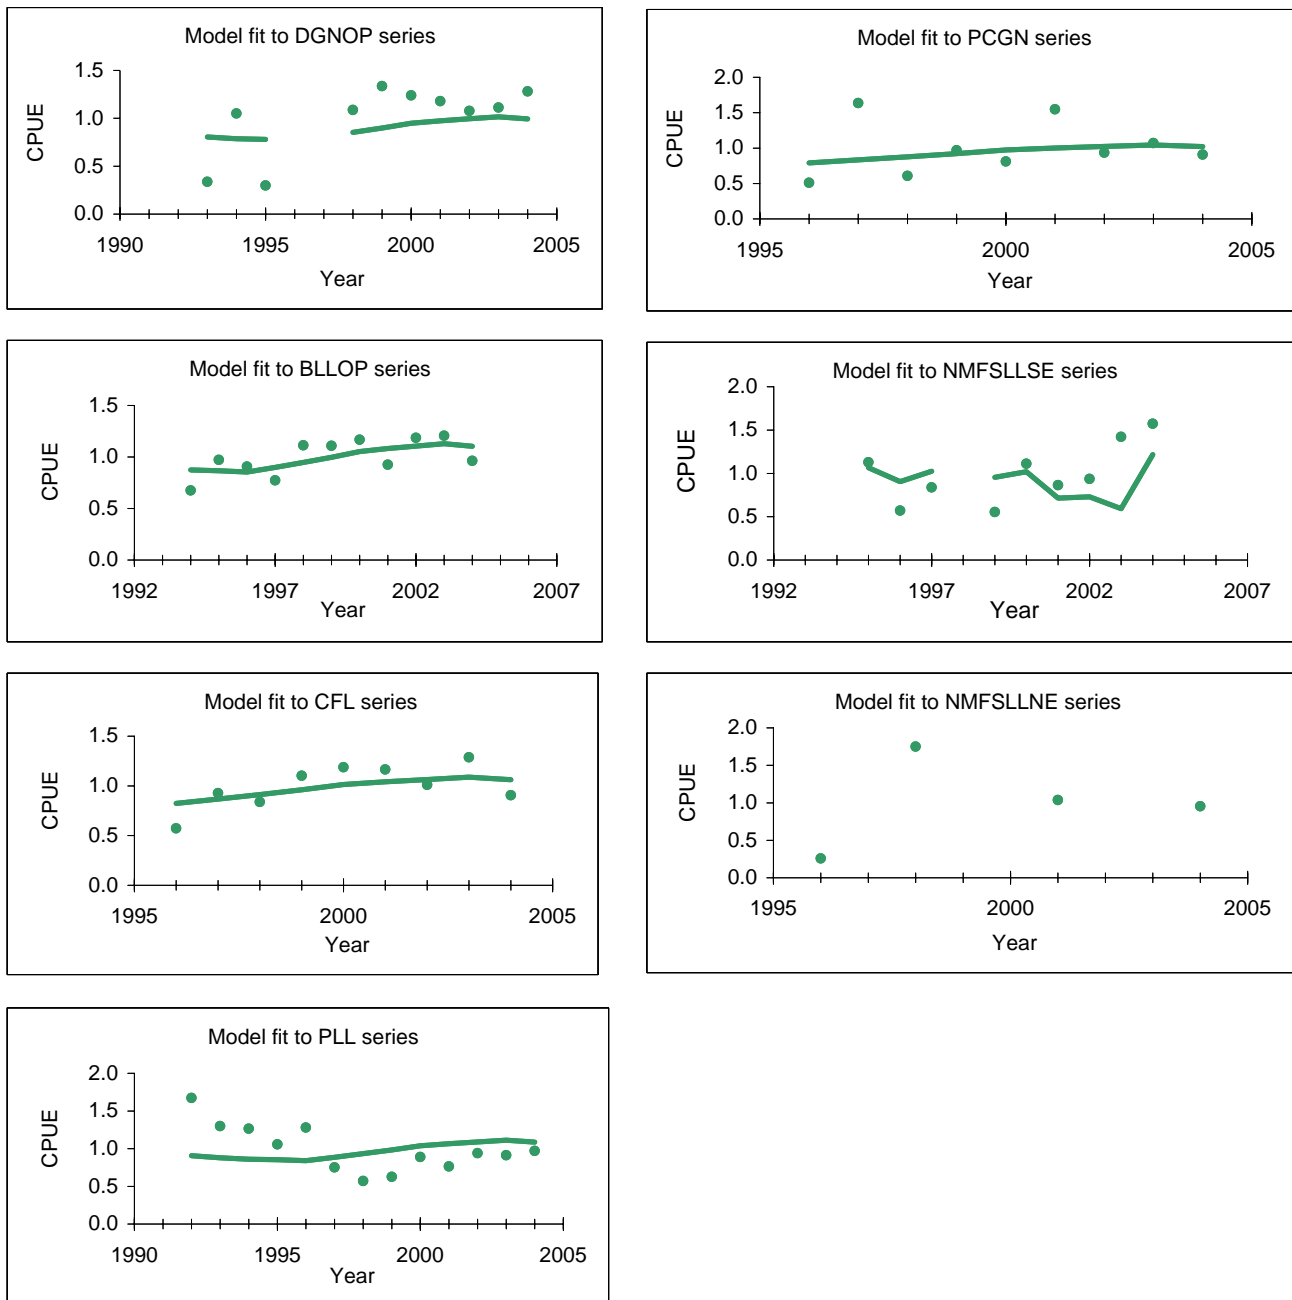 Model fit to DGNOP series
CPUE
1.5
1.0
0.5
0.0
1990 1995 2000 2005
Year
Model fit to PCGN series
CPUE
2.0
1.5
1.0
0.5
0.0
1995 2000 2005
Year
Model fit to BLLOP series
CPUE
1.5
1.0
0.5
0.0
1992 1997 2002 2007
Year
Model fit to NMFSLLSE series
CPUE
2.0
1.5
1.0
0.5
0.0
1992 1997 2002 2007
Year
Model fit to CFL series
CPUE
1.5
1.0
0.5
0.0
1995 2000 2005
Year
Model fit to NMFSLLNE series
CPUE
2.0
1.5
1.0
0.5
0.0
1995 2000 2005
Year
Model fit to PLL series
CPUE
2.0
1.5
1.0
0.5
0.0
1990 1995 2000 2005
Year